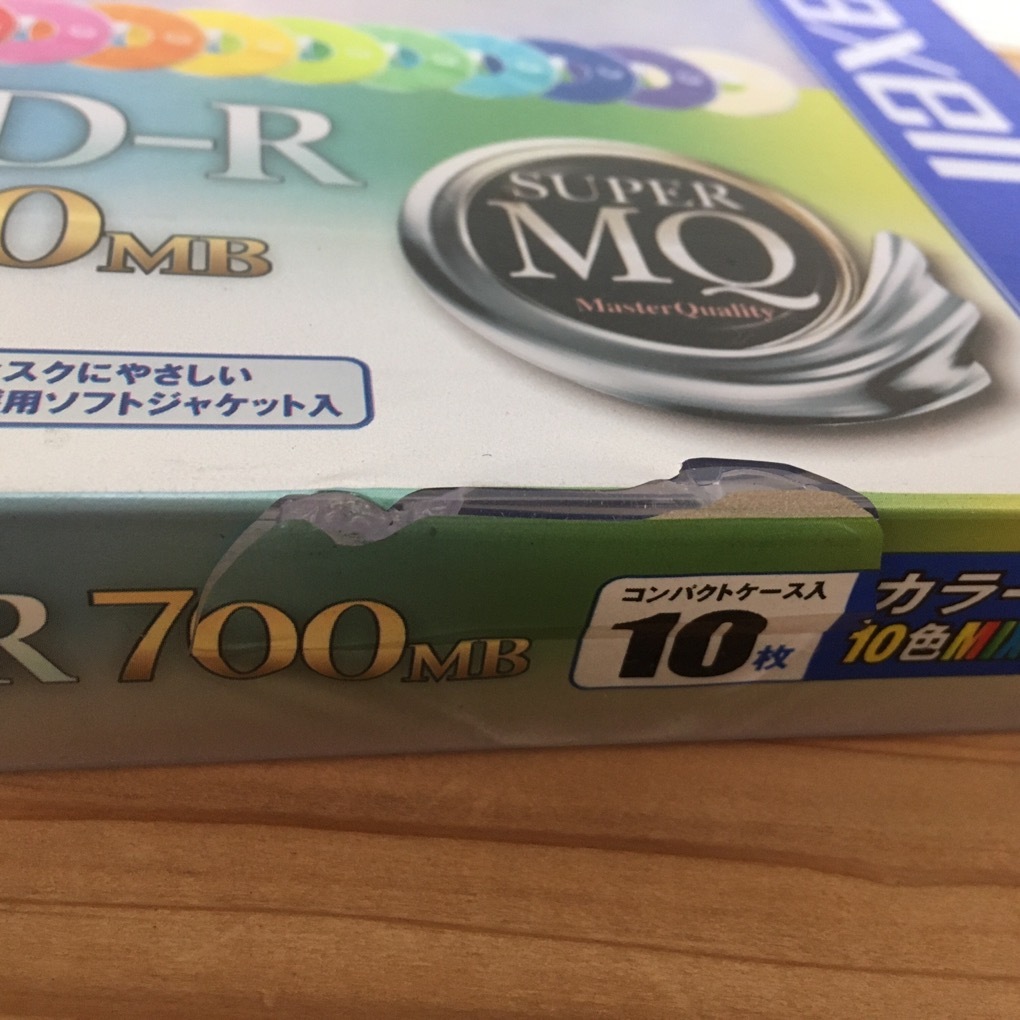 axell
D-R
0MB
SUPER
MQ
MasterQuality
スクにやさしい
用ソフトジャケット入
R 700MB
コンパクトケース入
10枚
カラー
10色MIX